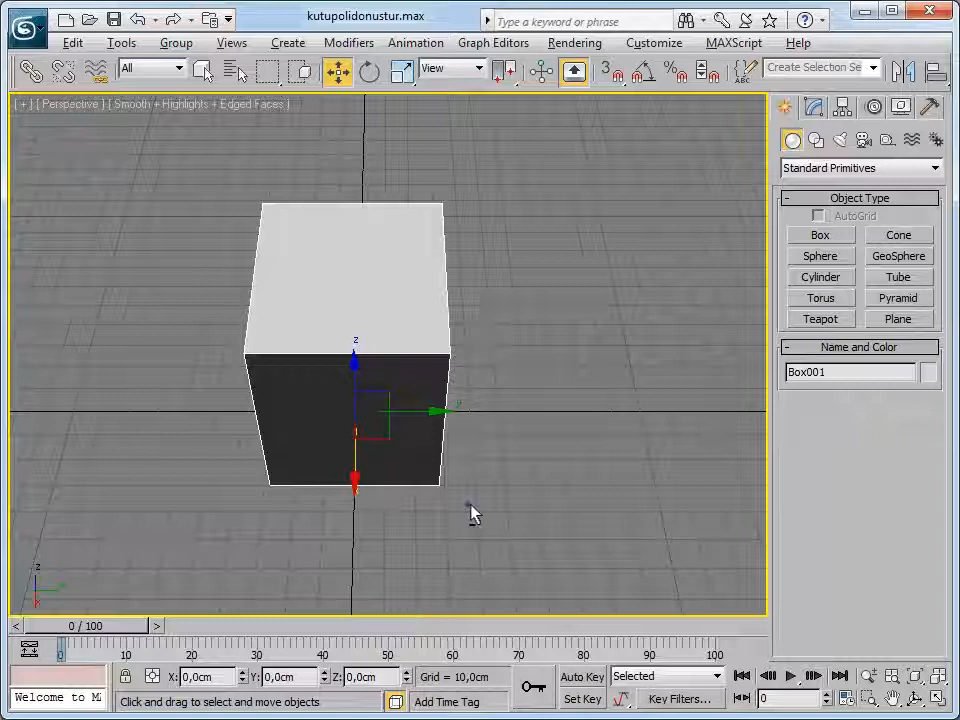 kutupolidonustur.max
Type a keyword or phrase
Edit Tools Group Views Create Modifiers Animation Graph Editors Rendering Customize MAXScript Help
All View 3 Create Selection Se
[ + ] [ Perspective ] [ Smooth + Highlights + Edged Faces ]
Standard Primitives
- Object Type
AutoGrid
Box Cone
Sphere GeoSphere
Cylinder Tube
Torus Pyramid
Teapot Plane
- Name and Color
Box001
z
y
z
x
< 0 / 100 >
0 10 20 30 40 50 60 70 80 90 100
X: 0,0cm Y: 0,0cm Z: 0,0cm Grid = 10,0cm Auto Key Selected
Welcome to M
Click and drag to select and move objects Add Time Tag Set Key Key Filters... 0